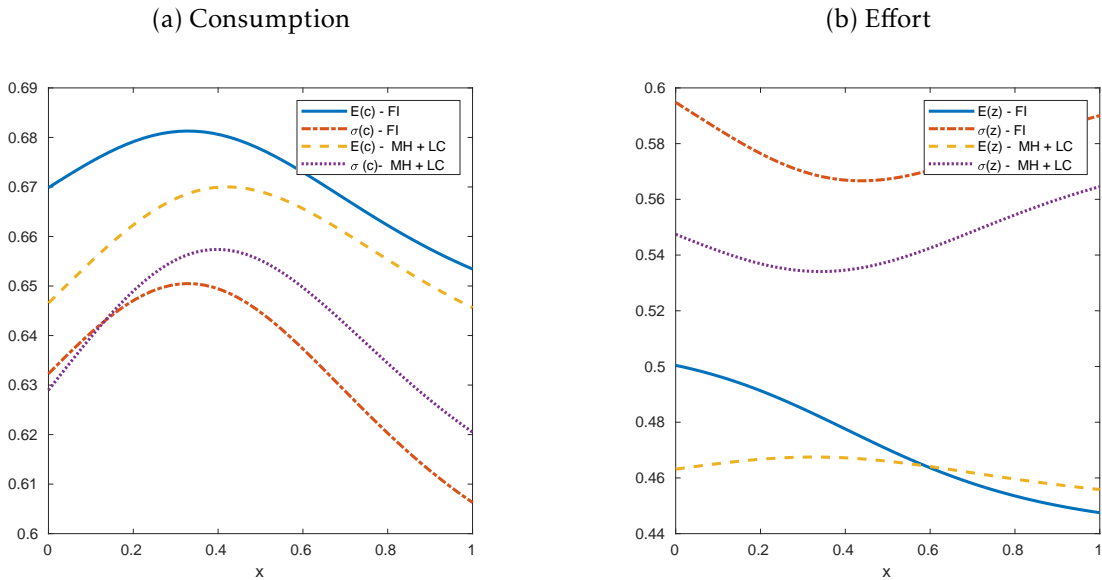 (a) Consumption
0.69
0.68
0.67
0.66
0.65
0.64
0.63
0.62
0.61
0.6
0
0.2
0.4
0.6
0.8
1
x
E(c) - FI
σ(c) - FI
E(c) - MH + LC
σ (c)- MH + LC
(b) Effort
0.6
0.58
0.56
0.54
0.52
0.5
0.48
0.46
0.44
0
0.2
0.4
0.6
0.8
1
x
E(z) - FI
σ(z) - FI
E(z) - MH + LC
σ(z) - MH + LC